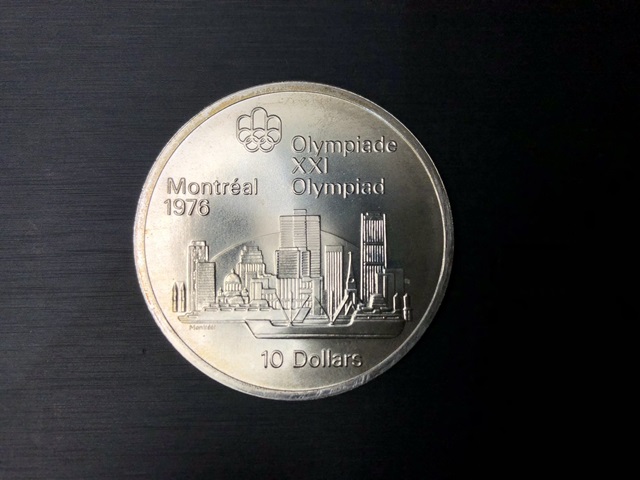 Olympiade
XXI
Olympiad
Montréal
1976
10 Dollars